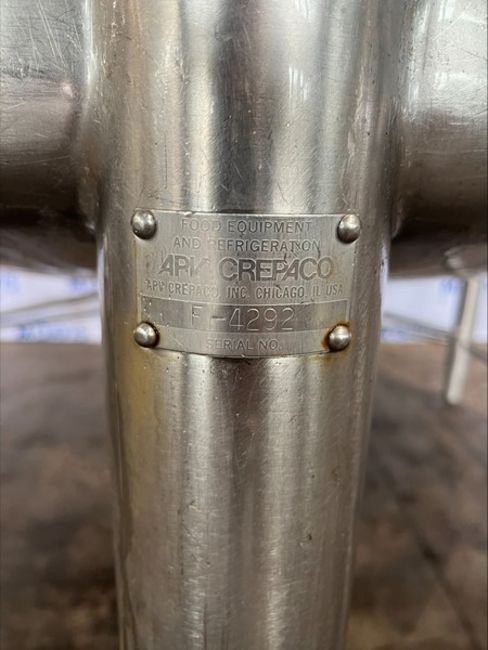 FOOD EQUIPMENT
AND REFRIGERATION
APV CREPACO
APV CREPACO, INC. CHICAGO, IL USA
F-4292
SERIAL NO.